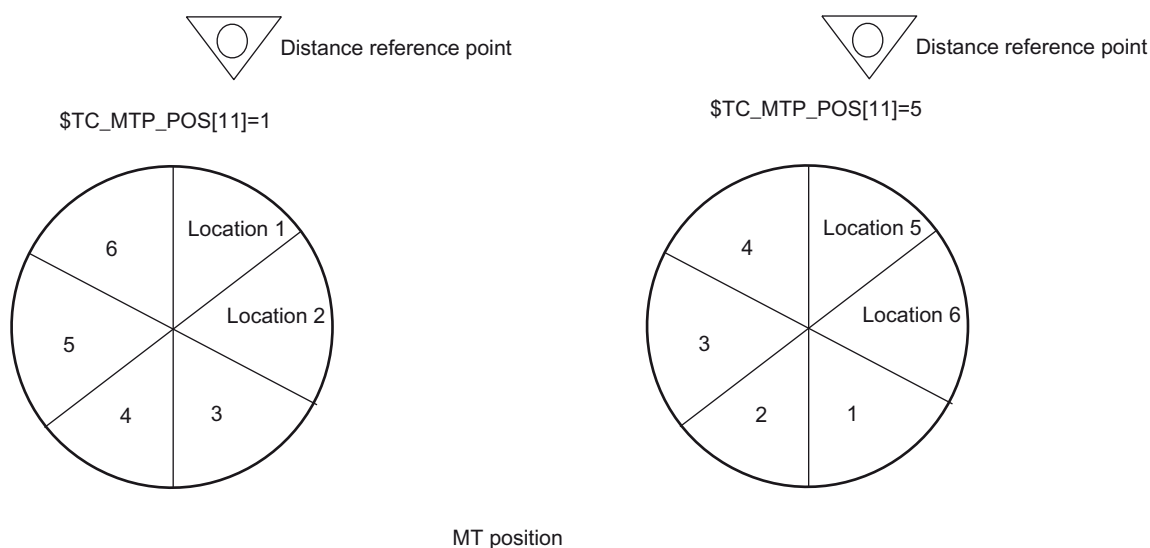 Distance reference point
$TC_MTP_POS[11]=1
6
Location 1
Location 2
5
4
3
Distance reference point
$TC_MTP_POS[11]=5
4
Location 5
Location 6
3
2
1
MT position